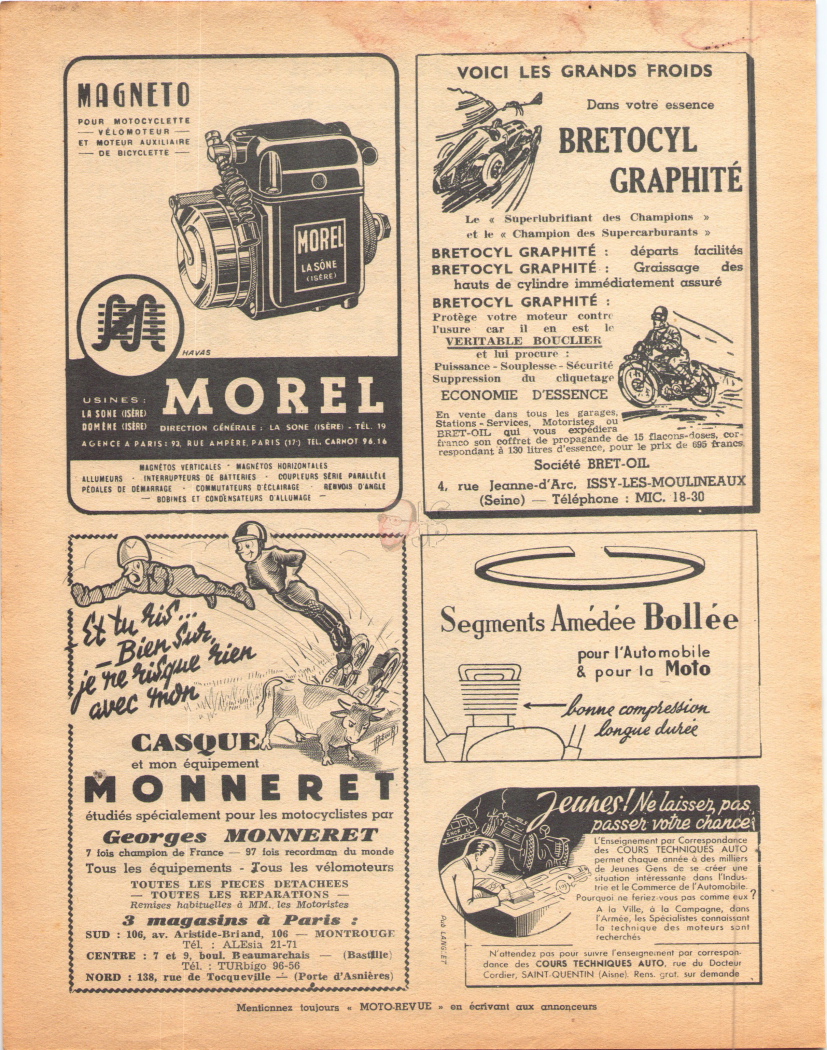 MAGNETO
POUR MOTOCYCLETTE
— VÉLOMOTEUR —
ET MOTEUR AUXILIAIRE
— DE BICYCLETTE —
MOREL
LA SÔNE
(ISÈRE)
HAVAS
USINES :
LA SONE (ISÈRE)
DOMÈNE (ISÈRE)
MOREL
DIRECTION GÉNÉRALE : LA SONE (ISÈRE) - TÉL. 19
AGENCE A PARIS : 93, RUE AMPÈRE, PARIS (17e) TEL. CARNOT 96.16
MAGNÉTOS VERTICALES · MAGNÉTOS HORIZONTALES
ALLUMEURS · INTERRUPTEURS DE BATTERIES · COUPLEURS SÉRIE PARALLÈLE
PÉDALES DE DÉMARRAGE · COMMUTATEURS D'ÉCLAIRAGE · RENVOIS D'ANGLE
— BOBINES ET CONDENSATEURS D'ALLUMAGE —
VOICI LES GRANDS FROIDS
Dans votre essence
BRETOCYL
GRAPHITÉ
Le « Superlubrifiant des Champions »
et le « Champion des Supercarburants »
BRETOCYL GRAPHITÉ : départs facilités
BRETOCYL GRAPHITÉ : Graissage des
hauts de cylindre immédiatement assuré
BRETOCYL GRAPHITÉ :
Protège votre moteur contre
l'usure car il en est le
VERITABLE BOUCLIER
et lui procure :
Puissance - Souplesse - Sécurité
Suppression du cliquetage
ECONOMIE D'ESSENCE
En vente dans tous les garages,
Stations-Services, Motoristes ou
BRET-OIL qui vous expédiera
franco son coffret de propagande de 15 flacons-doses, cor-
respondant à 130 litres d'essence, pour le prix de 695 francs
Société BRET-OIL
4, rue Jeanne-d'Arc, ISSY-LES-MOULINEAUX
(Seine) — Téléphone : MIC. 18-30
- Et tu ris...
- Bien sur,
je ne risque rien
avec mon
CASQUE
et mon équipement
MONNERET
étudiés spécialement pour les motocyclistes par
Georges MONNERET
7 fois champion de France — 97 fois recordman du monde
Tous les équipements - Tous les vélomoteurs
TOUTES LES PIECES DETACHEES
— TOUTES LES REPARATIONS —
Remises habituelles à MM. les Motoristes
3 magasins à Paris :
SUD : 106, av. Aristide-Briand, 106 — MONTROUGE
Tél. : ALEsia 21-71
CENTRE : 7 et 9, boul. Beaumarchais — (Bastille)
Tél. : TURbigo 96-56
NORD : 138, rue de Tocqueville — (Porte d'Asnières)
Segments Amédée Bollée
pour l'Automobile
& pour la Moto
bonne compression
longue durée
Jeunes! Ne laissez pas
passer votre chance!
L'Enseignement par Correspondance
des COURS TECHNIQUES AUTO
permet chaque année à des milliers
de Jeunes Gens de se créer une
situation intéressante dans l'Indus-
trie et le Commerce de l'Automobile.
Pourquoi ne feriez-vous pas comme eux ?
A la Ville, à la Campagne, dans
l'Armée, les Spécialistes connaissant
la technique des moteurs sont
recherchés
Pub LANGLET
N'attendez pas pour suivre l'enseignement par correspon-
dance des COURS TECHNIQUES AUTO, rue du Docteur
Cordier, SAINT-QUENTIN (Aisne). Rens. grat. sur demande
Mentionnez toujours « MOTO-REVUE » en écrivant aux annonceurs